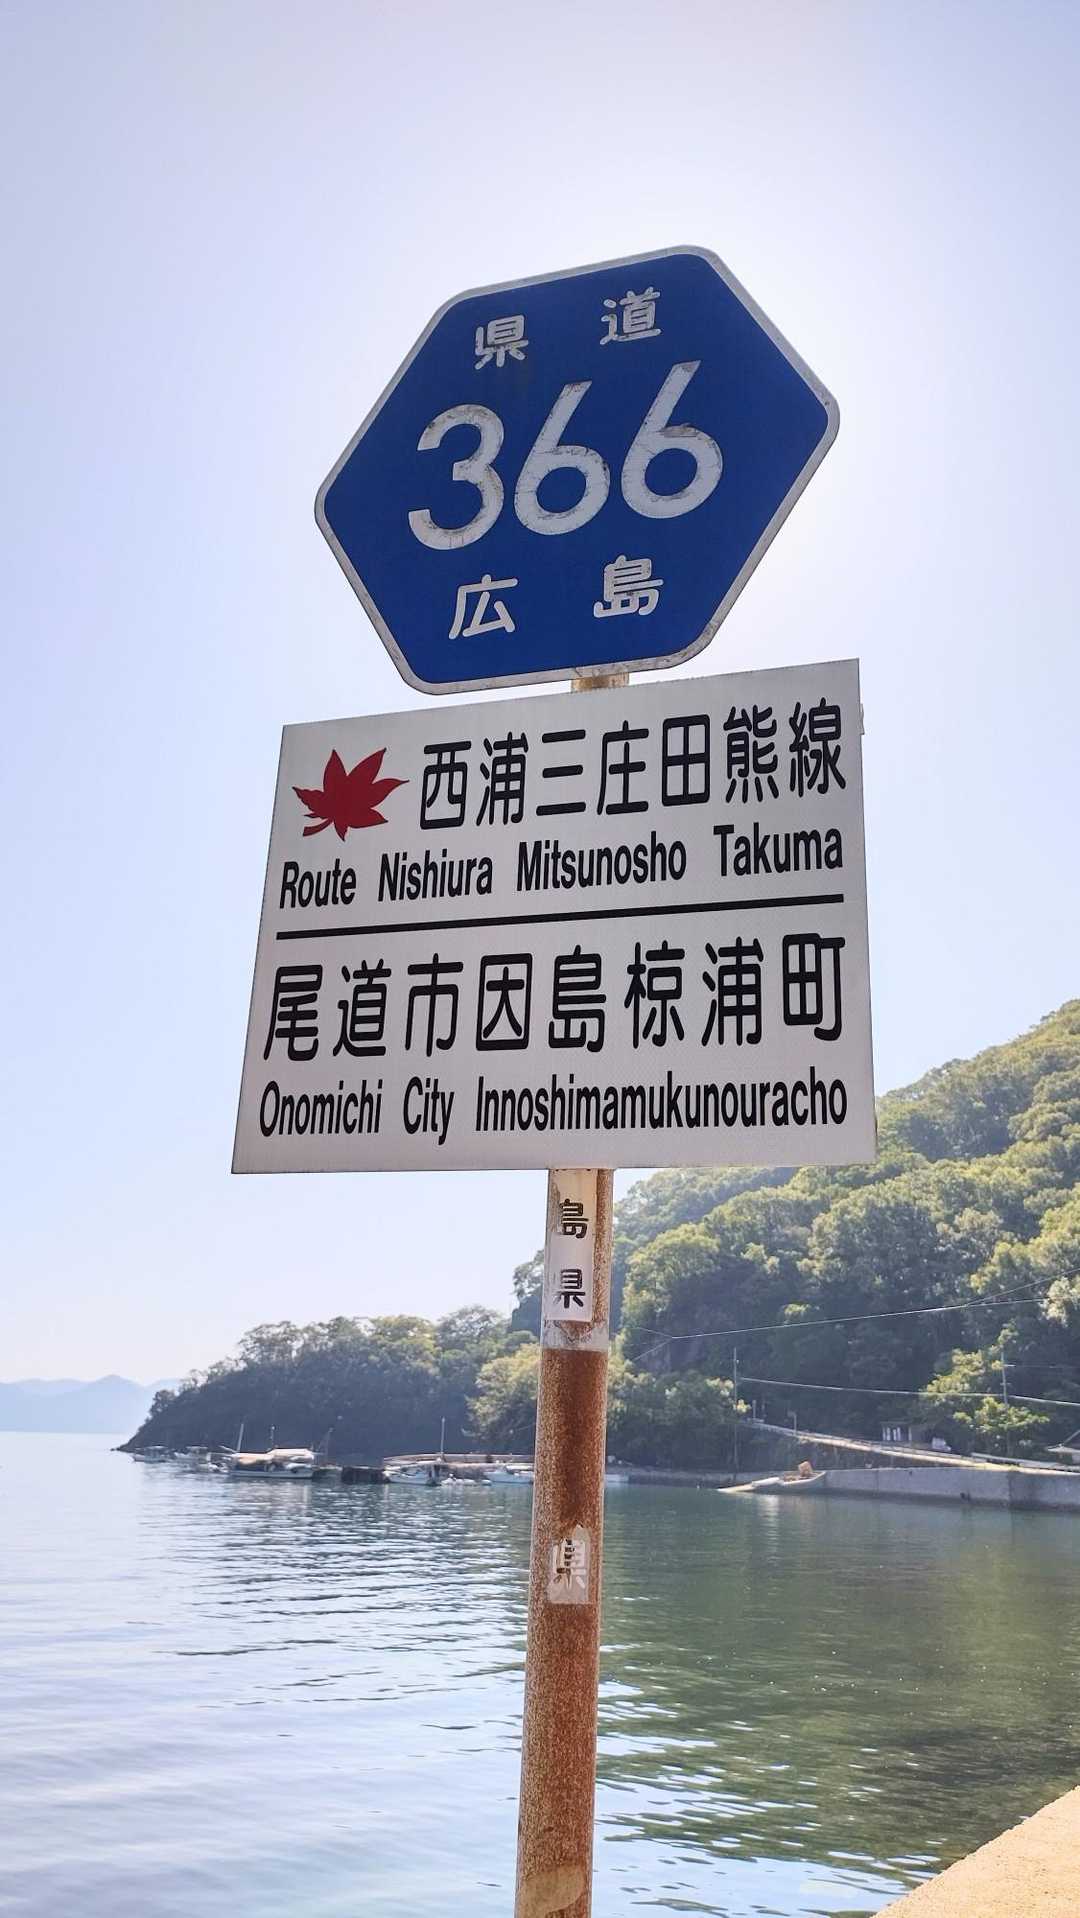 県道
366
広島
西浦三庄田熊線
Route Nishiura Mitsunosho Takuma
尾道市因島椋浦町
Onomichi City Innoshimamukunouracho
島
県
県